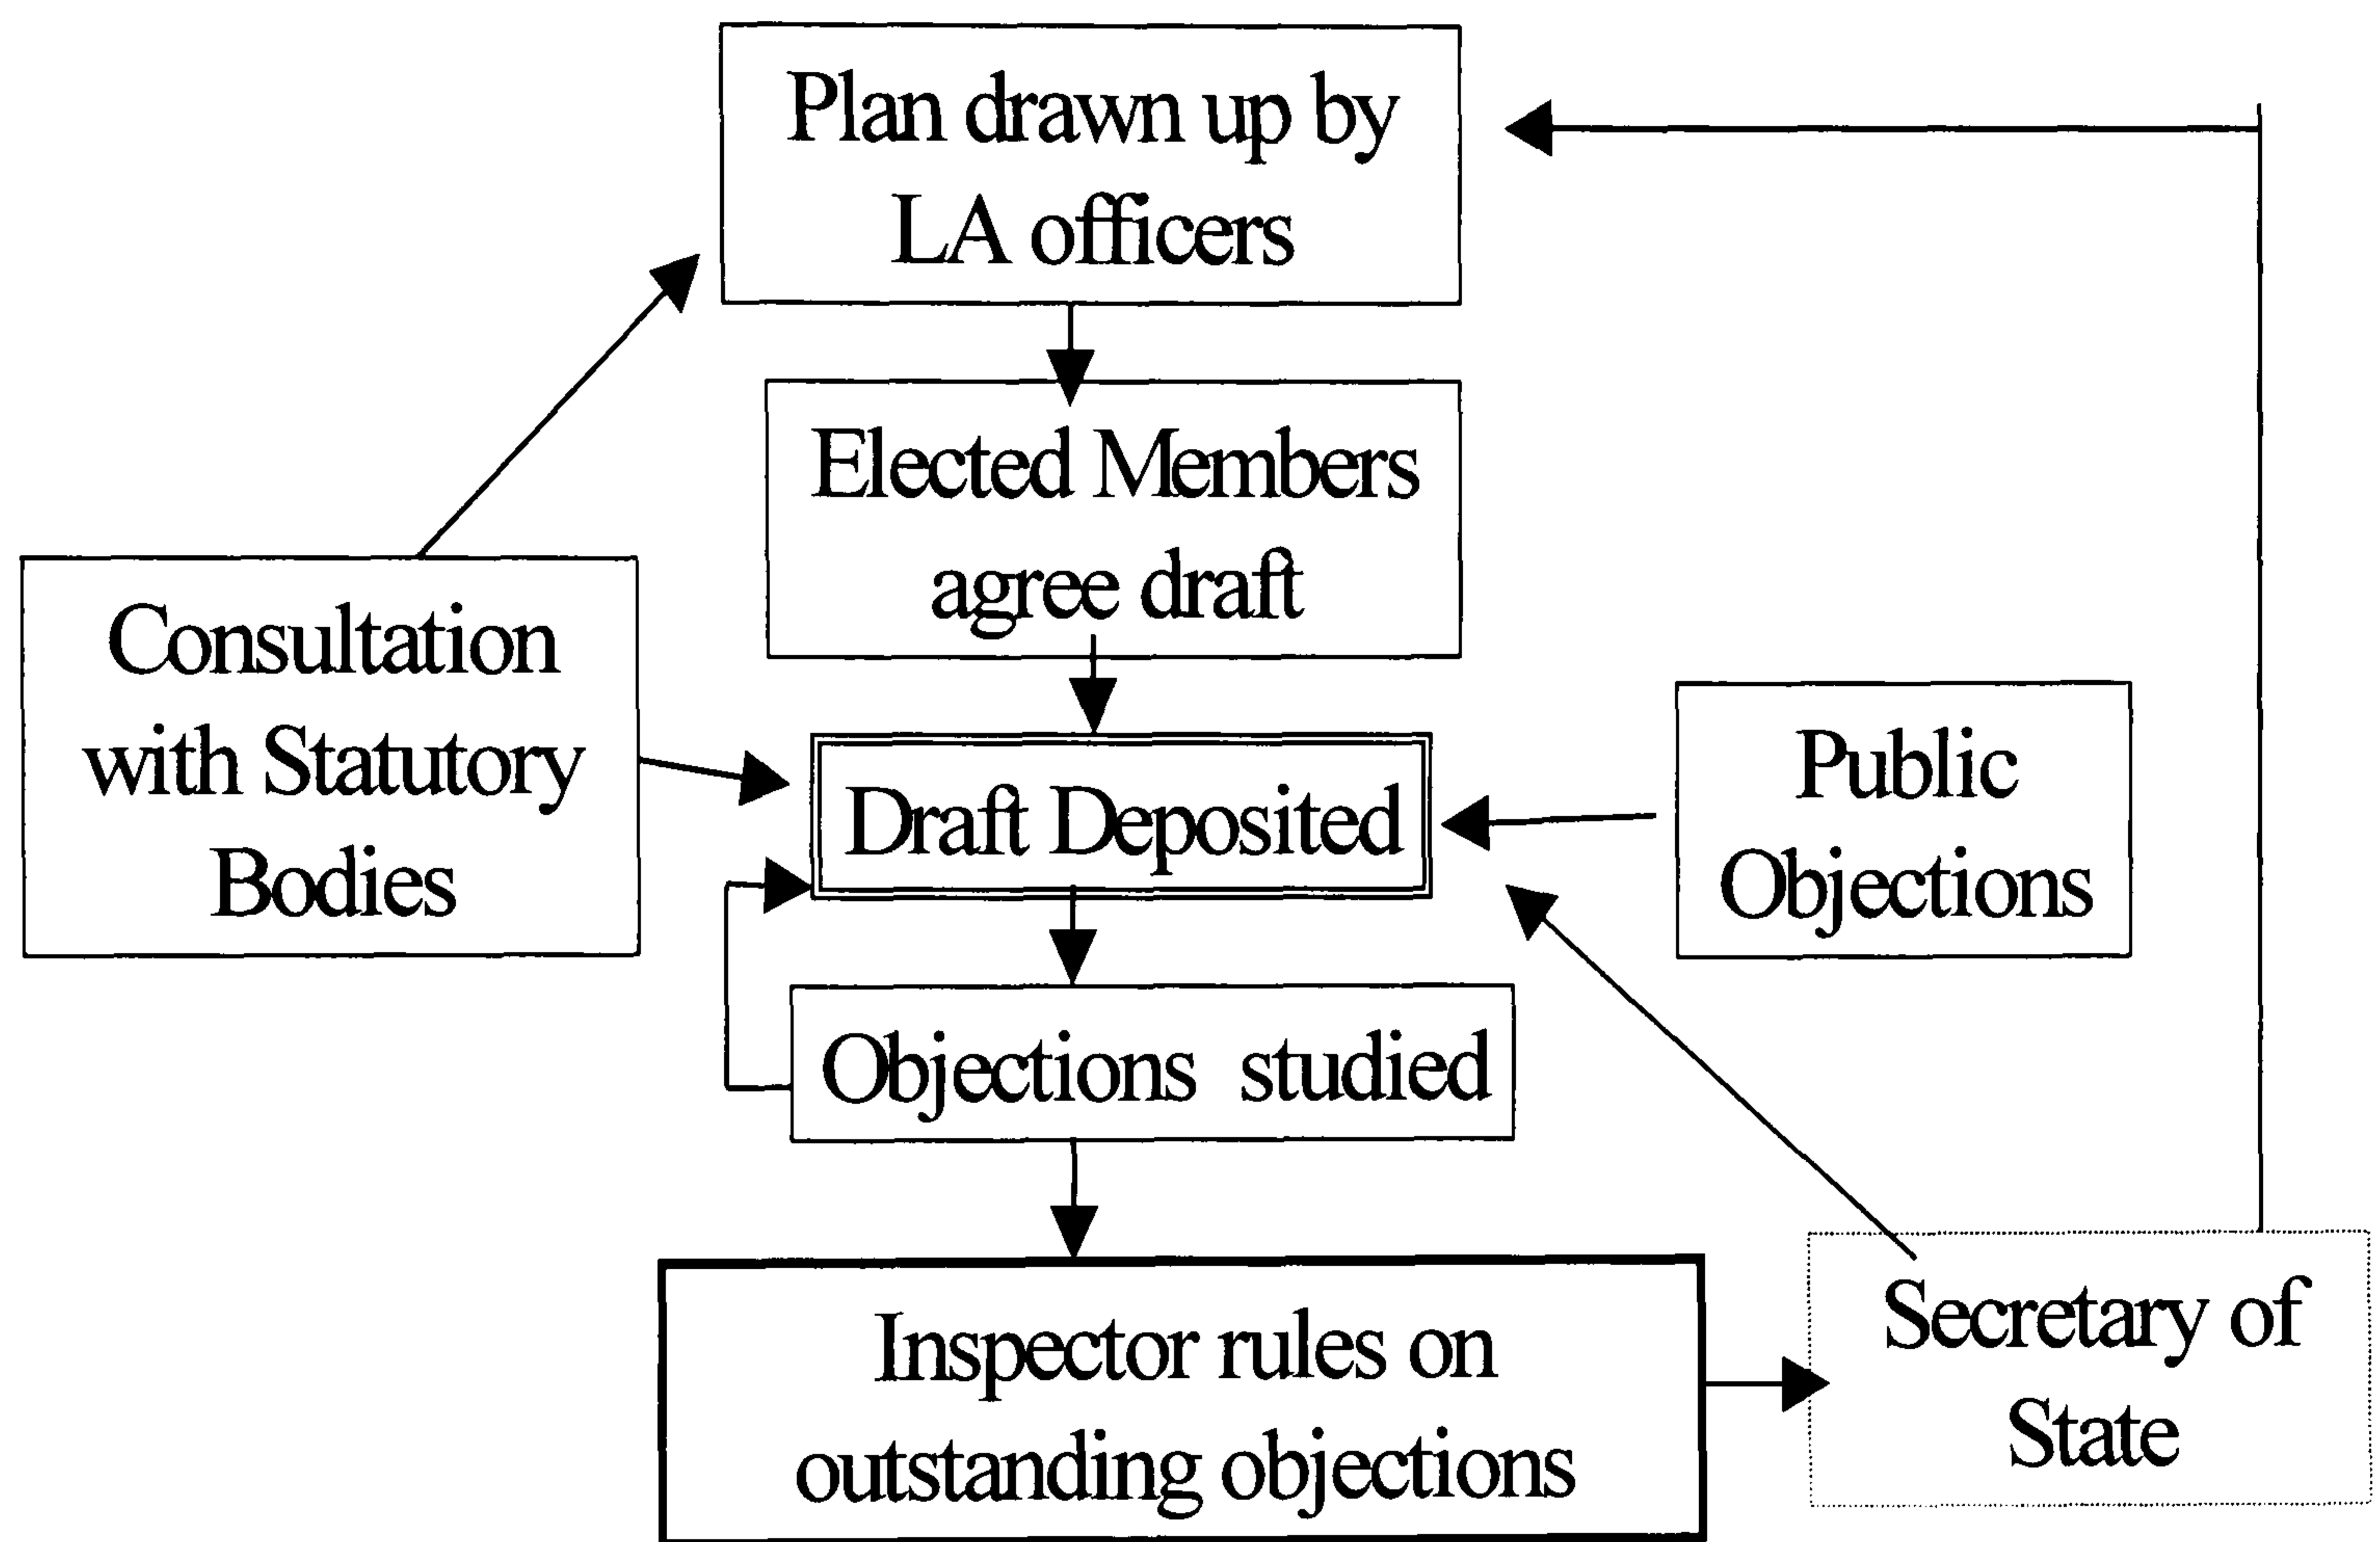 Plan drawn up by
LA officers
Elected Members
agree draft
Consultation
with Statutory
Bodies
Draft Deposited
Public
Objections
Objections studied
Inspector rules on
outstanding objections
Secretary of
State